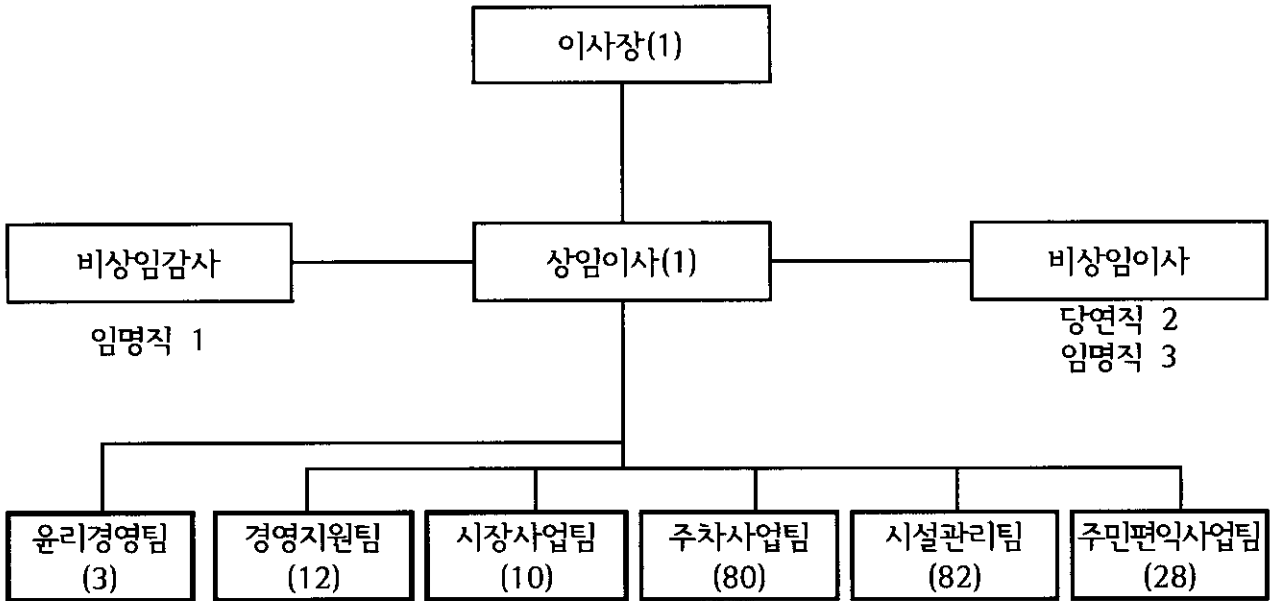 이사장(1)
비상임감사
상임이사(1)
비상임이사
임명직 1
당연직 2
임명직 3
윤리경영팀
(3)
경영지원팀
(12)
시장사업팀
(10)
주차사업팀
(80)
시설관리팀
(82)
주민편익사업팀
(28)